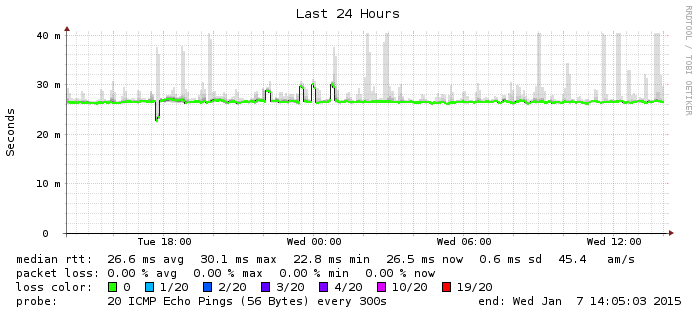 Last 24 Hours
RRDTOOL / TOBI OETIKER
Seconds
40 m
30 m
20 m
10 m
0
Tue 18:00 Wed 00:00 Wed 06:00 Wed 12:00
median rtt: 26.6 ms avg 30.1 ms max 22.8 ms min 26.5 ms now 0.6 ms sd 45.4 am/s
packet loss: 0.00 % avg 0.00 % max 0.00 % min 0.00 % now
loss color: 0 1/20 2/20 3/20 4/20 10/20 19/20
probe: 20 ICMP Echo Pings (56 Bytes) every 300s end: Wed Jan 7 14:05:03 2015